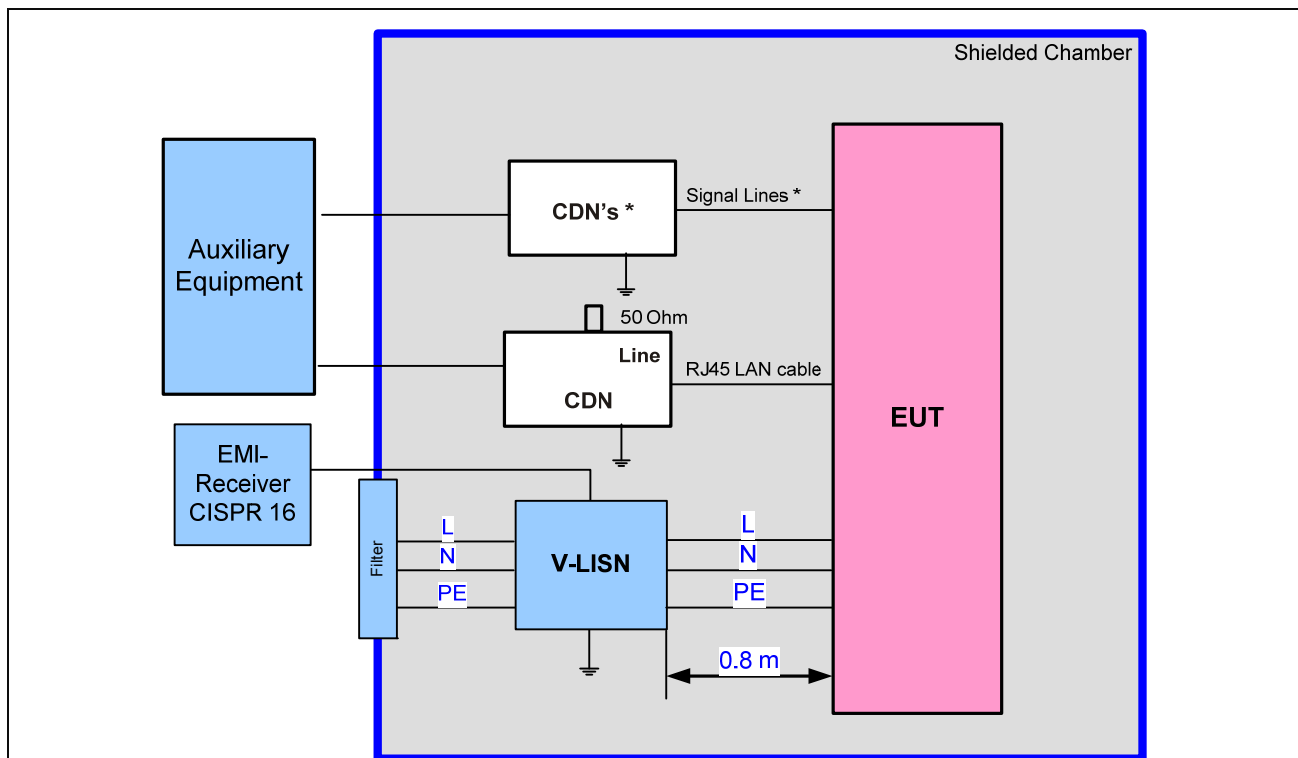 Shielded Chamber
Auxiliary
Equipment
CDN's *
Signal Lines *
50 Ohm
Line
CDN
RJ45 LAN cable
EUT
EMI-
Receiver
CISPR 16
Filter
L
N
PE
V-LISN
L
N
PE
0.8 m